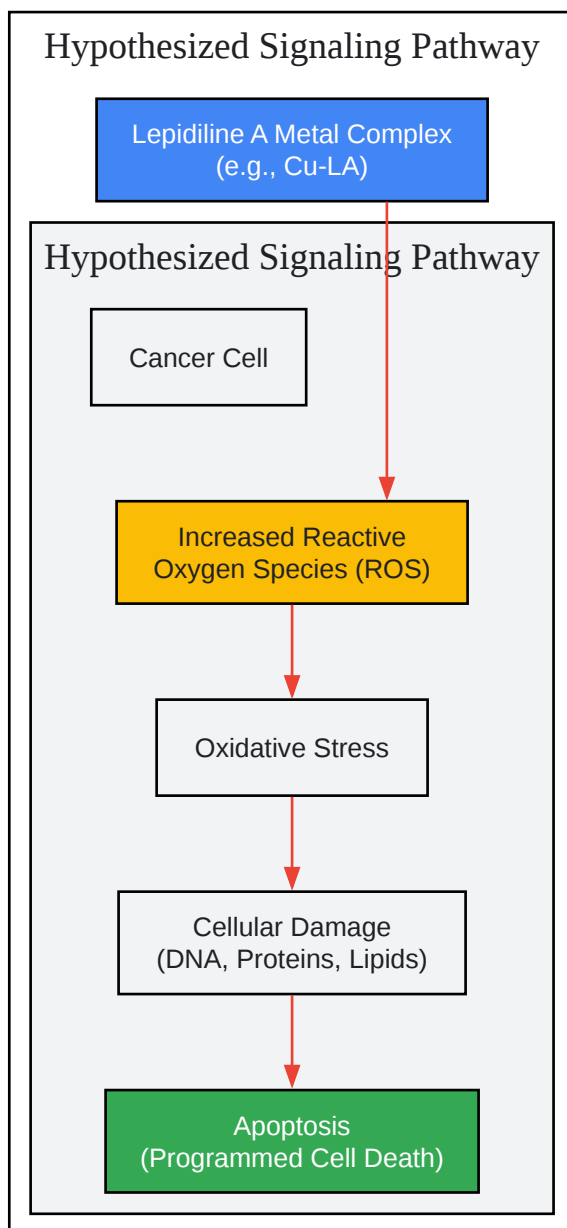 Hypothesized Signaling Pathway
Lepidiline A Metal Complex
(e.g., Cu-LA)
Hypothesized Signaling Pathway
Cancer Cell
Increased Reactive
Oxygen Species (ROS)
Oxidative Stress
Cellular Damage
(DNA, Proteins, Lipids)
Apoptosis
(Programmed Cell Death)